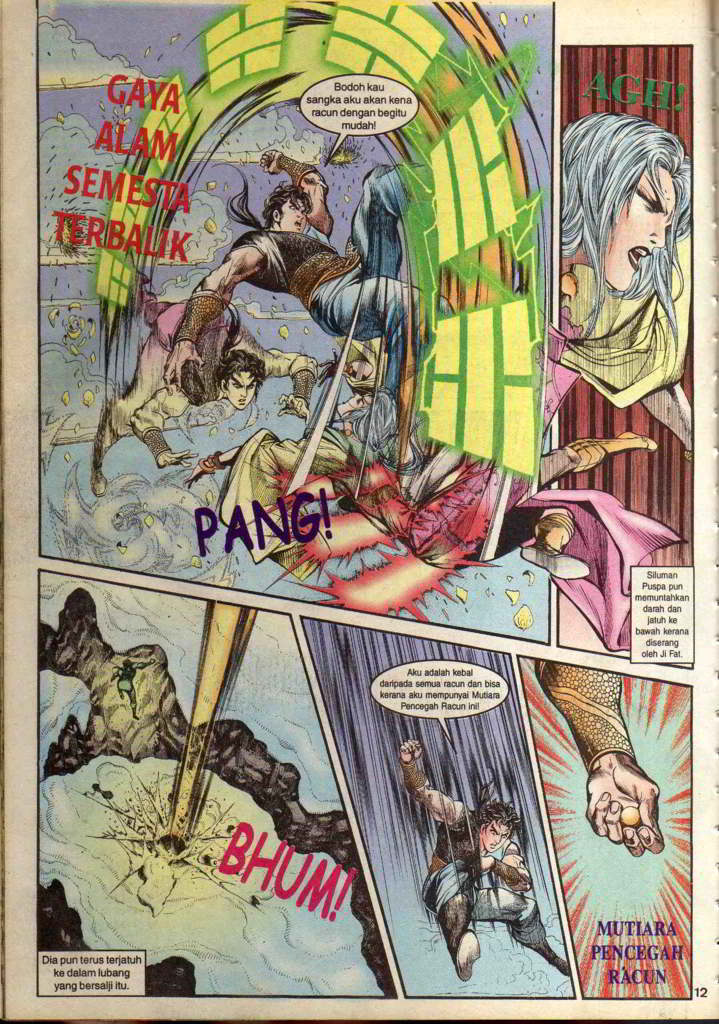 GAYA
ALAM
SEMESTA
TERBALIK
Bodoh kau
sangka aku akan kena
racun dengan begitu
mudah!
AGH!
PANG!
Siluman
Puspa pun
memuntahkan
darah dan
jatuh ke
bawah kerana
diserang
oleh Ji Fat.
BHUM!
Dia pun terus terjatuh
ke dalam lubang
yang bersalji itu.
Aku adalah kebal
daripada semua racun dan bisa
kerana aku mempunyai Mutiara
Pencegah Racun ini!
MUTIARA
PENCEGAH
RACUN
12